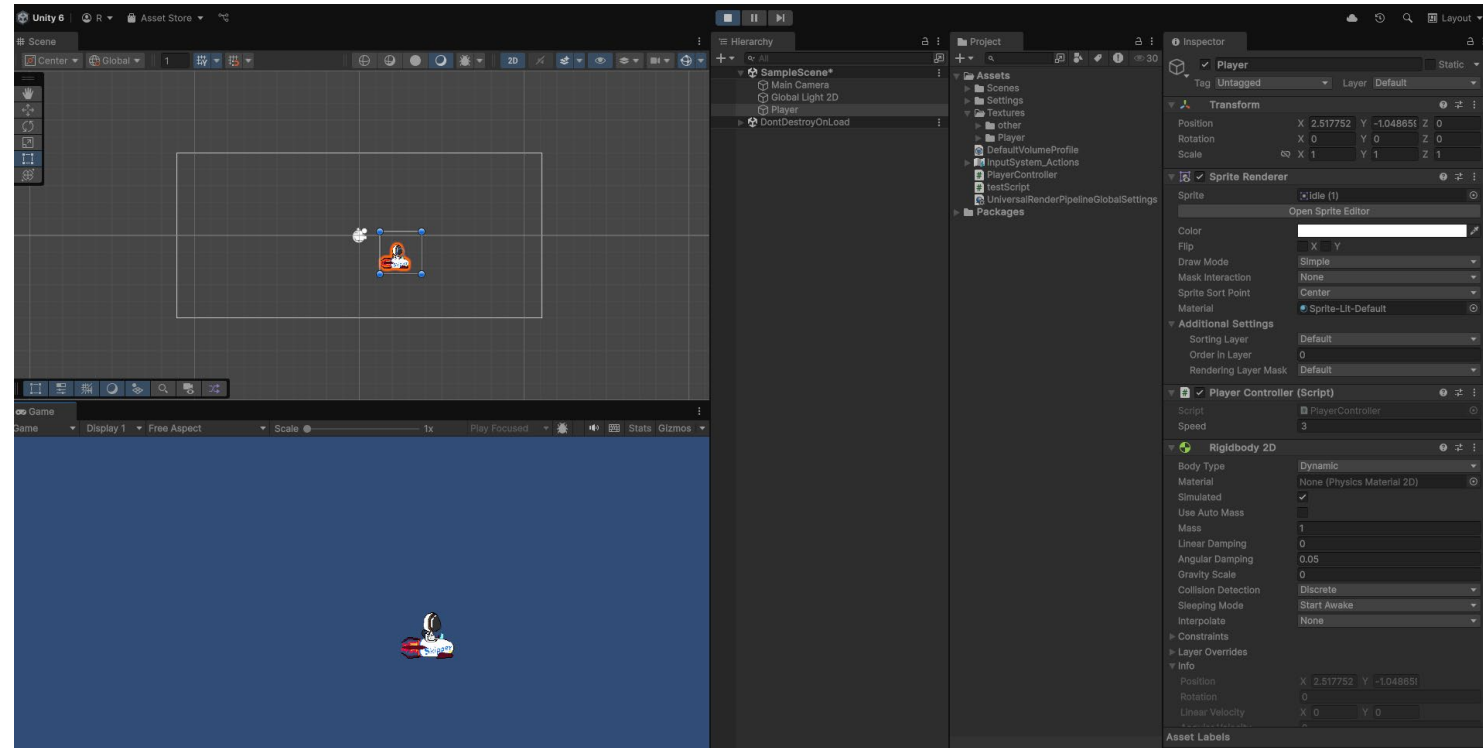 Unity 6 R Asset Store Layout
Scene
Center Global 1 2D
Game
Game Display 1 Free Aspect Scale 1x Play Focused Stats Gizmos
Skipper
Hierarchy
All
SampleScene*
Main Camera
Global Light 2D
Player
DontDestroyOnLoad
Project
30
Assets
Scenes
Settings
Textures
other
Player
DefaultVolumeProfile
InputSystem_Actions
PlayerController
testScript
UniversalRenderPipelineGlobalSettings
Packages
Inspector
Player Static
Tag Untagged Layer Default
Transform
Position X 2.517752 Y -1.048651 Z 0
Rotation X 0 Y 0 Z 0
Scale X 1 Y 1 Z 1
Sprite Renderer
Sprite idle (1)
Open Sprite Editor
Color
Flip X Y
Draw Mode Simple
Mask Interaction None
Sprite Sort Point Center
Material Sprite-Lit-Default
Additional Settings
Sorting Layer Default
Order in Layer 0
Rendering Layer Mask Default
Player Controller (Script)
Script PlayerController
Speed 3
Rigidbody 2D
Body Type Dynamic
Material None (Physics Material 2D)
Simulated
Use Auto Mass
Mass 1
Linear Damping 0
Angular Damping 0.05
Gravity Scale 0
Collision Detection Discrete
Sleeping Mode Start Awake
Interpolate None
Constraints
Layer Overrides
Info
Position X 2.517752 Y -1.048651
Rotation 0
Linear Velocity X 0 Y 0
Asset Labels